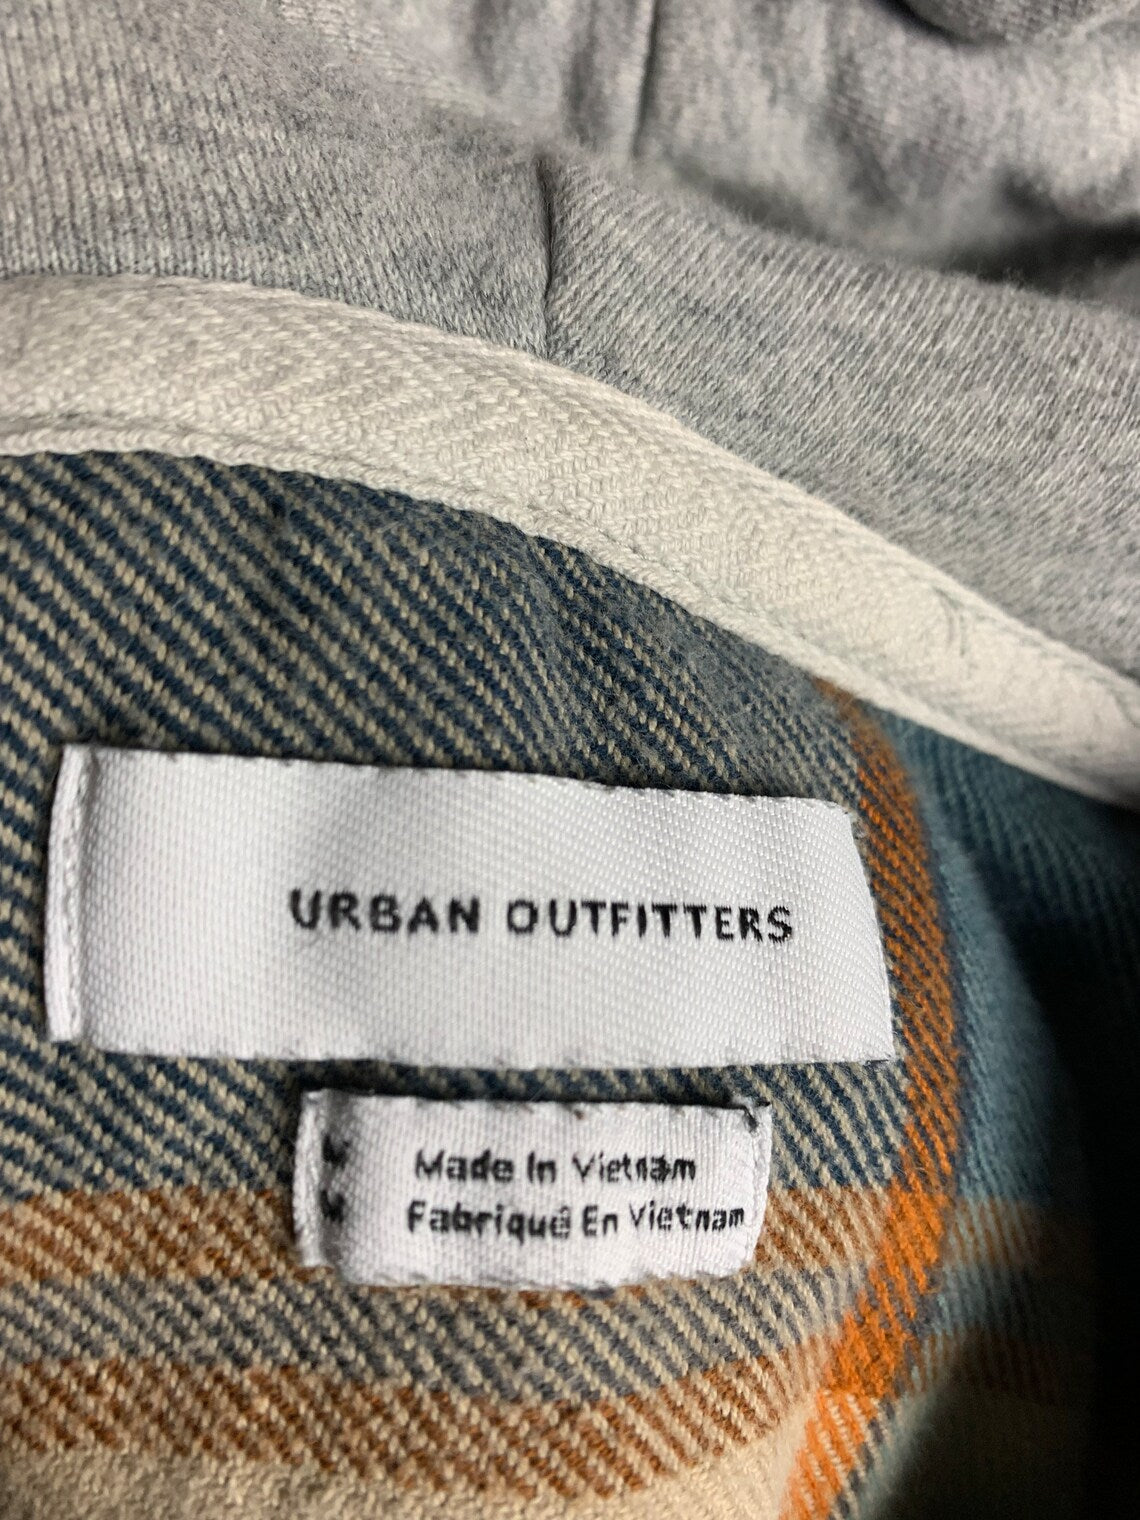 URBAN OUTFITTERS
Made In Vietnam
Fabriqué En Vietnam